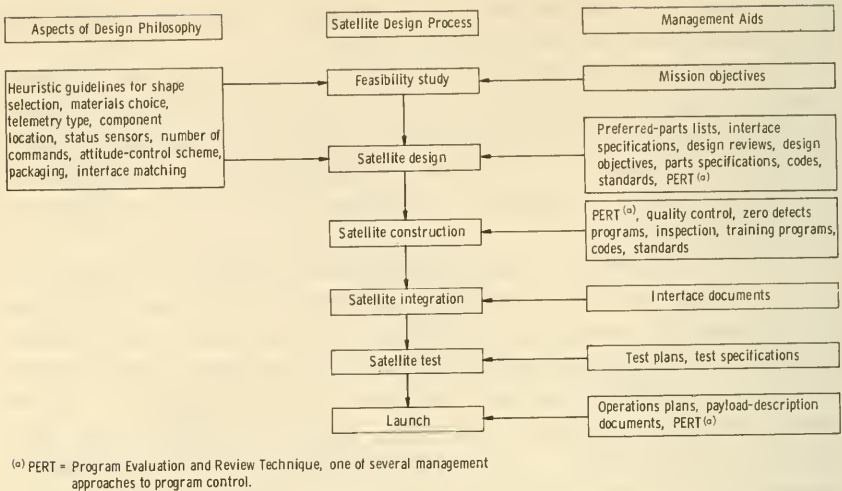 Aspects of Design Philosophy
Satellite Design Process
Management Aids
Heuristic guidelines for shape
selection, materials choice,
telemetry type, component
location, status sensors, number of
commands, attitude-control scheme,
packaging, interface matching
Feasibility study
Mission objectives
Satellite design
Preferred-parts lists, interface
specifications, design reviews, design
objectives, parts specifications, codes,
standards, PERT(a)
Satellite construction
PERT(a), quality control, zero defects
programs, inspection, training programs,
codes, standards
Satellite integration
Interface documents
Satellite test
Test plans, test specifications
Launch
Operations plans, payload-description
documents, PERT(a)
(a) PERT = Program Evaluation and Review Technique, one of several management
approaches to program control.